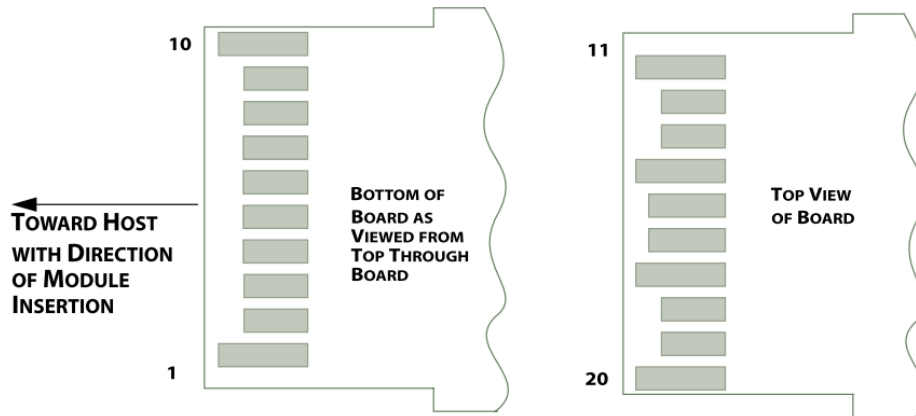 10
1
TOWARD HOST
WITH DIRECTION
OF MODULE
INSERTION
BOTTOM OF
BOARD AS
VIEWED FROM
TOP THROUGH
BOARD
11
20
TOP VIEW
OF BOARD